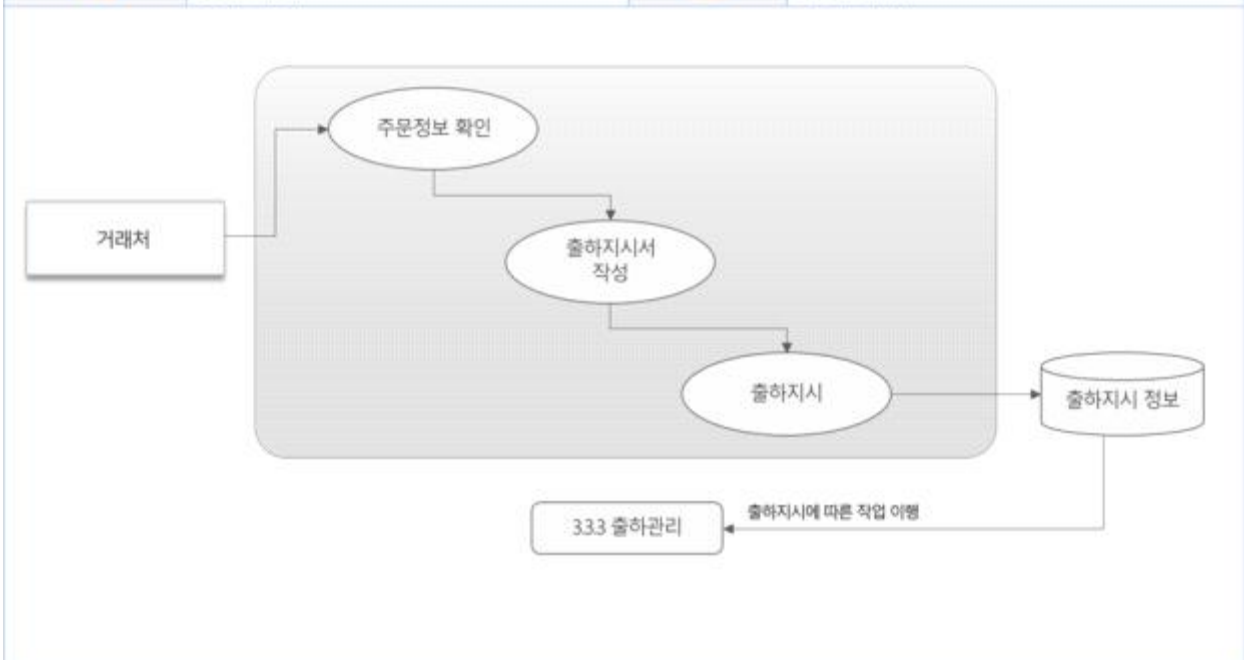 주문정보 확인
거래처
출하지시서
작성
출하지시
출하지시 정보
출하지시에 따른 작업 이행
3.3.3 출하관리